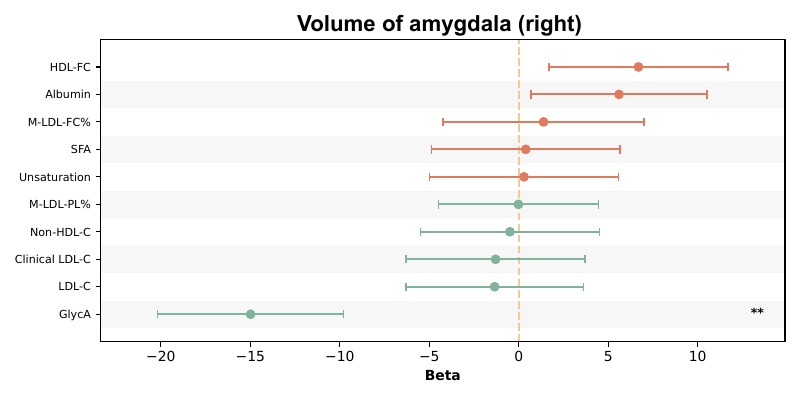 Volume of amygdala (right)
HDL-FC
Albumin
M-LDL-FC%
SFA
Unsaturation
M-LDL-PL%
Non-HDL-C
Clinical LDL-C
LDL-C
GlycA
**
−20 −15 −10 −5 0 5 10
Beta